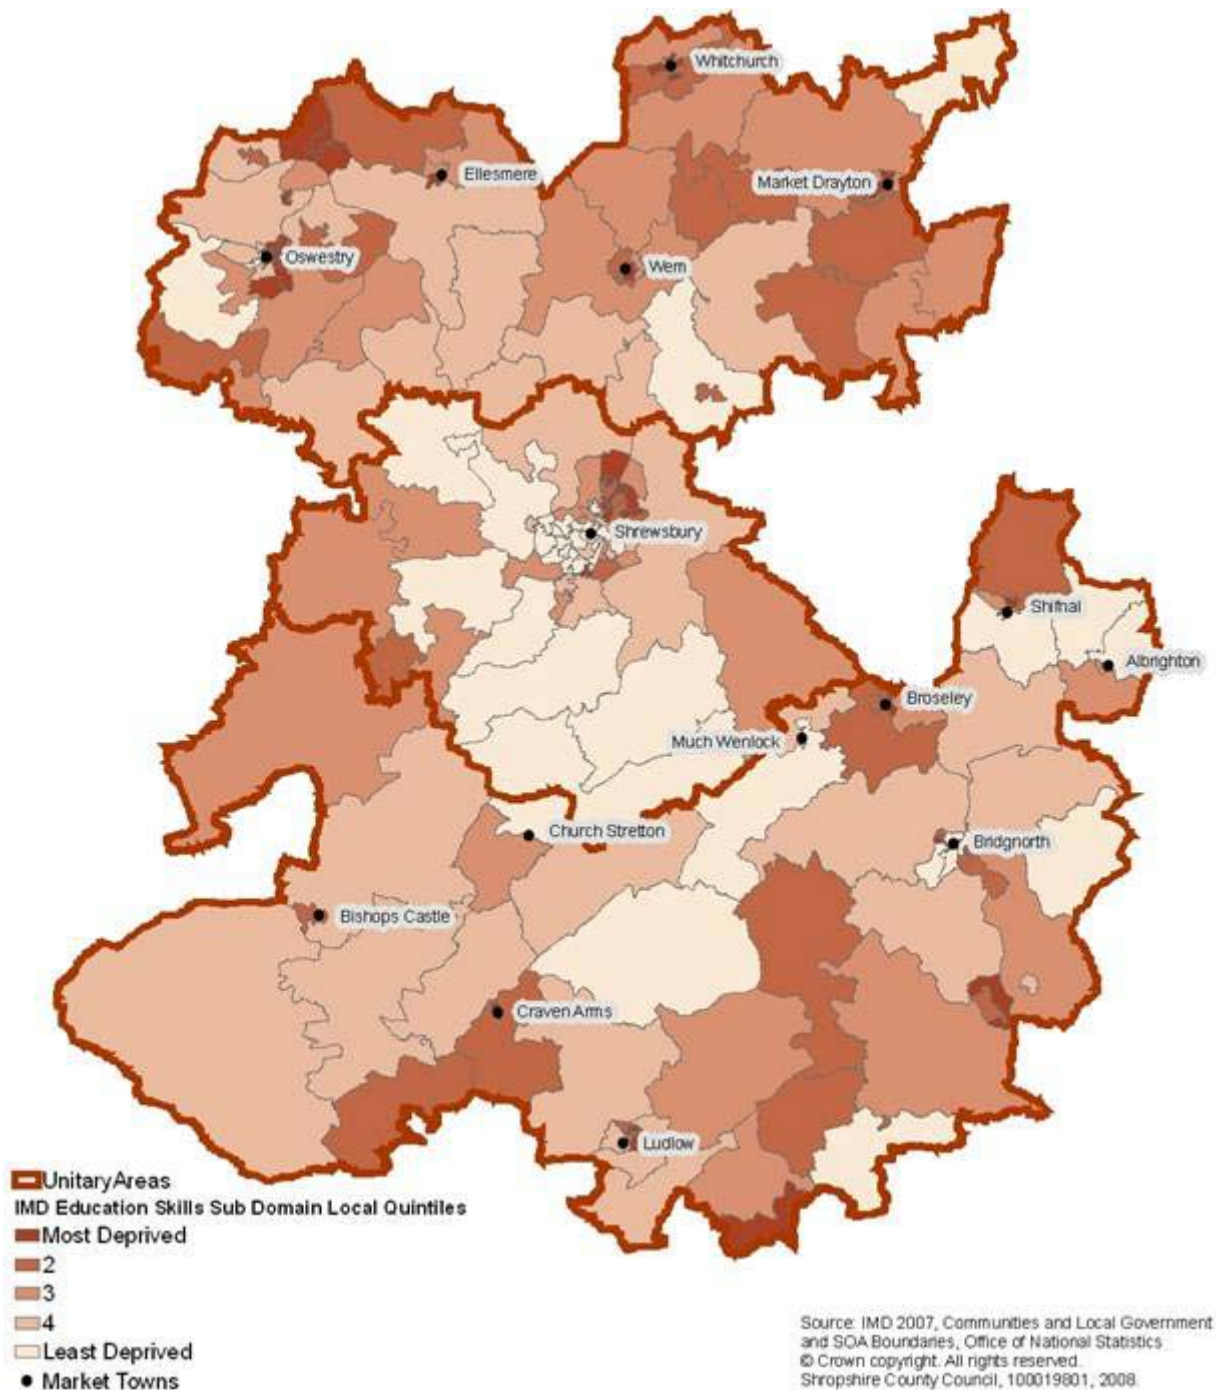 Whitchurch
Ellesmere
Market Drayton
Oswestry
Wem
Shrewsbury
Shifnal
Albrighton
Broseley
Much Wenlock
Church Stretton
Bridgnorth
Bishops Castle
Craven Arms
Ludlow
UnitaryAreas
IMD Education Skills Sub Domain Local Quintiles
Most Deprived
2
3
4
Least Deprived
Market Towns
Source: IMD 2007, Communities and Local Government
and SOA Boundaries, Office of National Statistics
© Crown copyright. All rights reserved.
Shropshire County Council, 100019801, 2008.